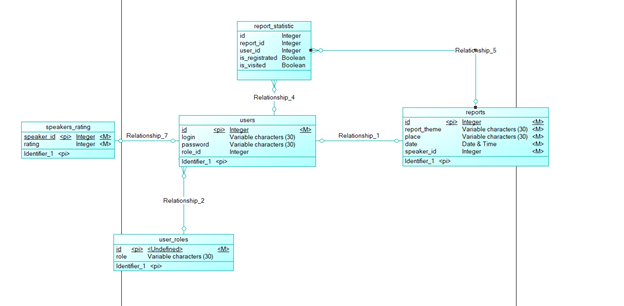 report_statistic
id Integer
report_id Integer
user_id Integer
is_registrated Boolean
is_visited Boolean
Relationship_5
Relationship_4
speakers_rating
speaker_id <pi> Integer <M>
rating Integer <M>
Identifier_1 <pi>
Relationship_7
users
id <pi> Integer <M>
login Variable characters (30)
password Variable characters (30)
role_id Integer
Identifier_1 <pi>
Relationship_1
reports
id <pi> Integer <M>
report_theme Variable characters (30) <M>
place Variable characters (30) <M>
date Date & Time <M>
speaker_id Integer <M>
Identifier_1 <pi>
Relationship_2
user_roles
id <pi> <Undefined> <M>
role Variable characters (30)
Identifier_1 <pi>